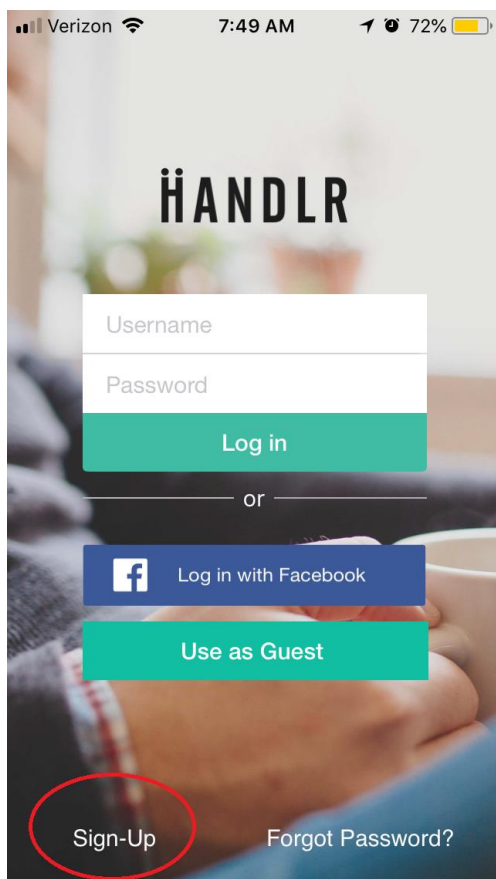 Verizon 7:49 AM 72%
HANDLR
Username
Password
Log in
or
f Log in with Facebook
Use as Guest
Sign-Up Forgot Password?